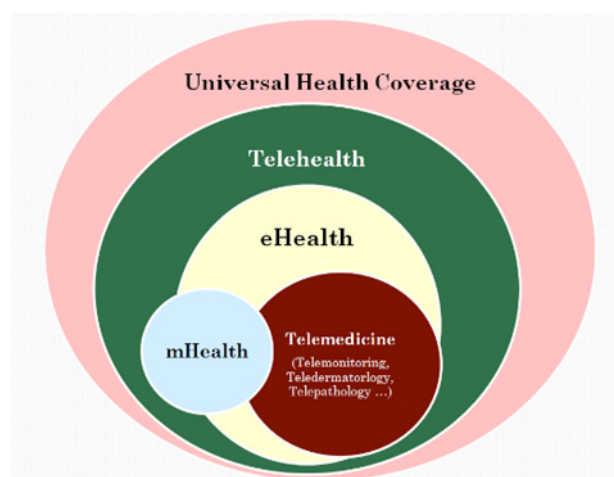 Universal Health Coverage
Telehealth
eHealth
mHealth
Telemedicine
(Telemonitoring,
Teledermatorlogy,
Telepathology ...)